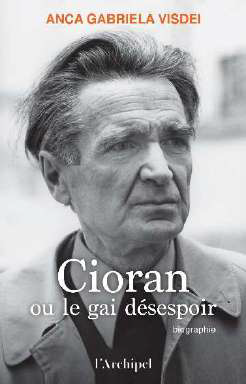 ANCA GABRIELA VISDEI
Cioran
ou le gai désespoir
biographie
l'Archipel